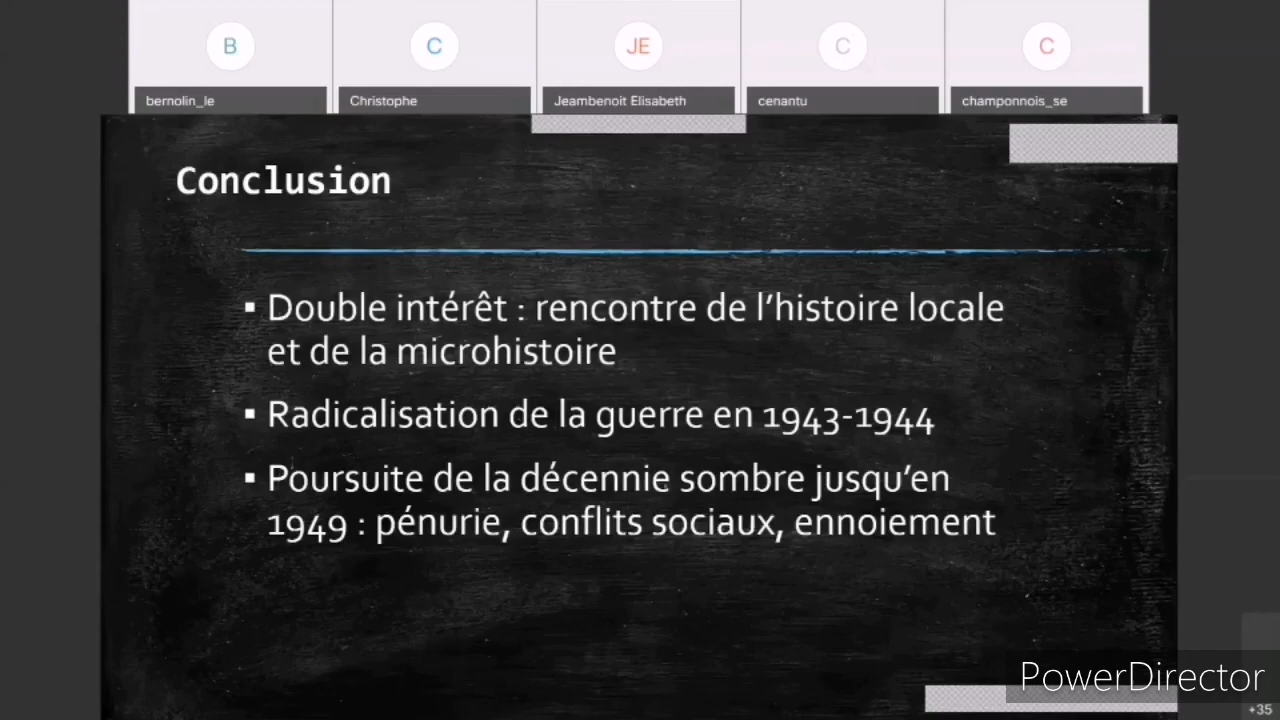 B
C
JE
C
C
bernolin_le
Christophe
Jeambenoit Elisabeth
cenantu
champonnois_se
Conclusion
▪ Double intérêt : rencontre de l’histoire locale
et de la microhistoire
▪ Radicalisation de la guerre en 1943-1944
▪ Poursuite de la décennie sombre jusqu’en
1949 : pénurie, conflits sociaux, ennoiement
PowerDirector
+35